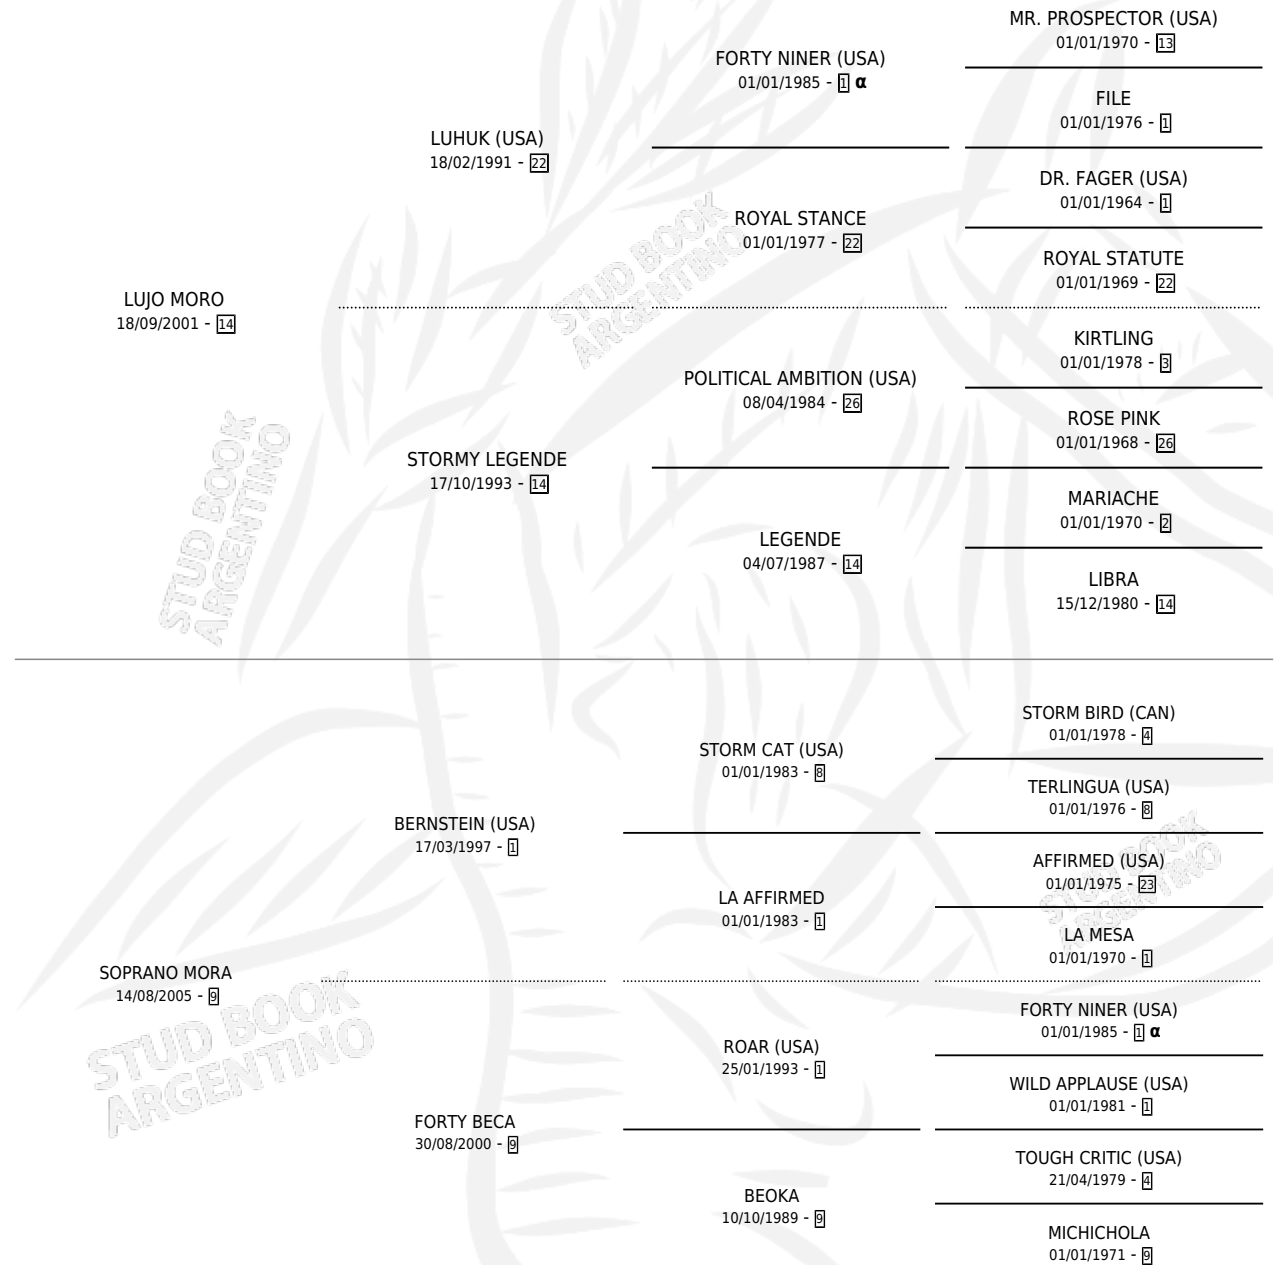 MR. PROSPECTOR (USA)
01/01/1970 - 13
FORTY NINER (USA)
01/01/1985 - 1 α
FILE
01/01/1976 - 1
LUHUK (USA)
18/02/1991 - 22
DR. FAGER (USA)
01/01/1964 - 1
ROYAL STANCE
01/01/1977 - 22
ROYAL STATUTE
01/01/1969 - 22
LUJO MORO
18/09/2001 - 14
KIRTLING
01/01/1978 - 3
POLITICAL AMBITION (USA)
08/04/1984 - 26
ROSE PINK
01/01/1968 - 26
STORMY LEGENDE
17/10/1993 - 14
MARIACHE
01/01/1970 - 2
LEGENDE
04/07/1987 - 14
LIBRA
15/12/1980 - 14
STORM BIRD (CAN)
01/01/1978 - 4
STORM CAT (USA)
01/01/1983 - 8
TERLINGUA (USA)
01/01/1976 - 8
BERNSTEIN (USA)
17/03/1997 - 1
AFFIRMED (USA)
01/01/1975 - 23
LA AFFIRMED
01/01/1983 - 1
LA MESA
01/01/1970 - 1
SOPRANO MORA
14/08/2005 - 9
FORTY NINER (USA)
01/01/1985 - 1 α
ROAR (USA)
25/01/1993 - 1
WILD APPLAUSE (USA)
01/01/1981 - 1
FORTY BECA
30/08/2000 - 9
TOUGH CRITIC (USA)
21/04/1979 - 4
BEOKA
10/10/1989 - 9
MICHICHOLA
01/01/1971 - 9
STUD BOOK
ARGENTINO
STUD BOOK
ARGENTINO
STUD BOOK
ARGENTINO
STUD BOOK
ARGENTINO